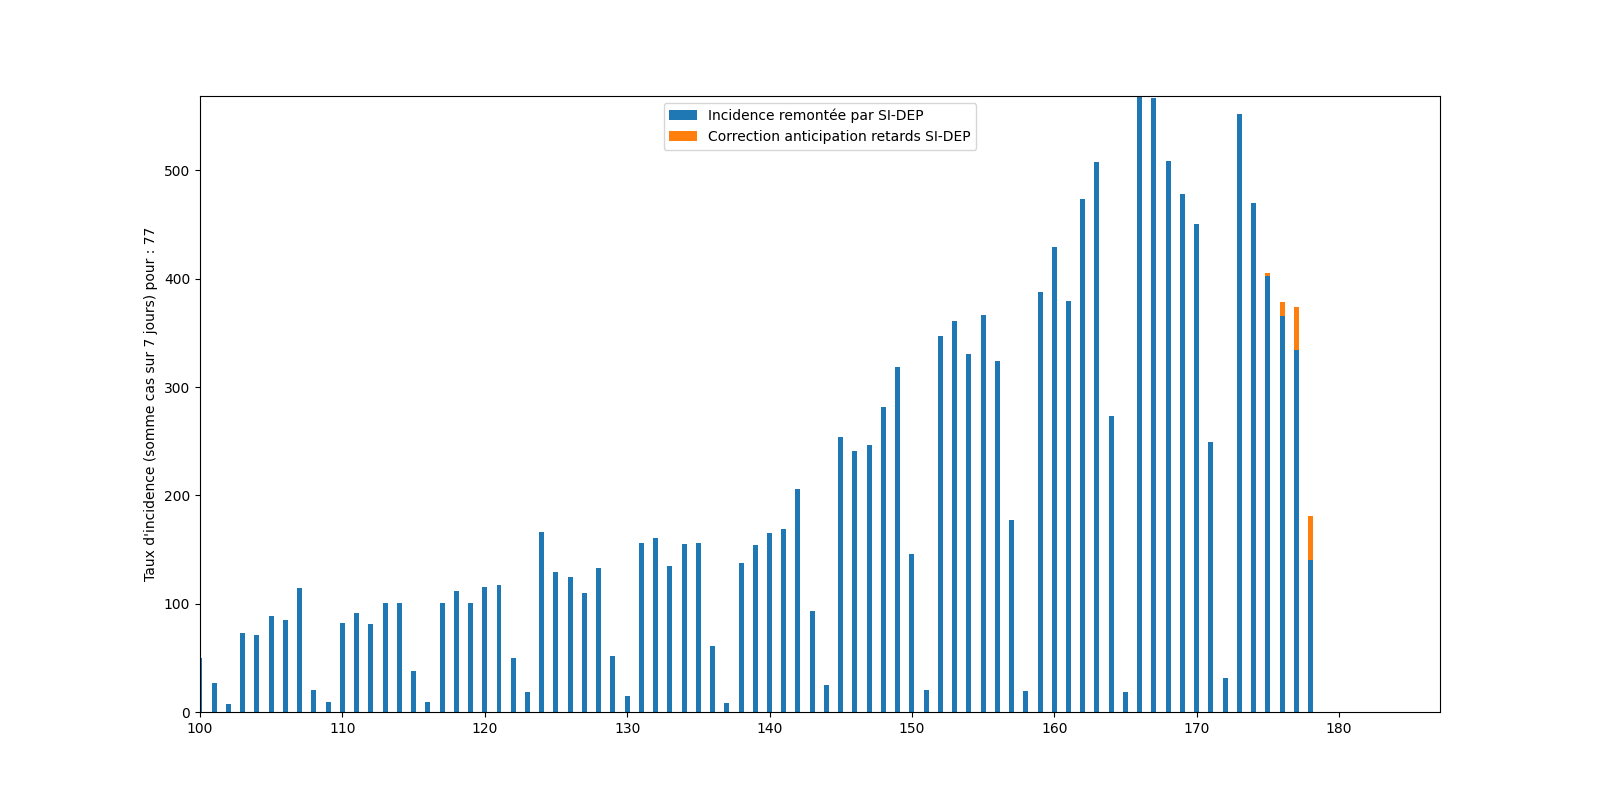 Incidence remontée par SI-DEP
Correction anticipation retards SI-DEP
Taux d'incidence (somme cas sur 7 jours) pour : 77
500
400
300
200
100
0
100 110 120 130 140 150 160 170 180